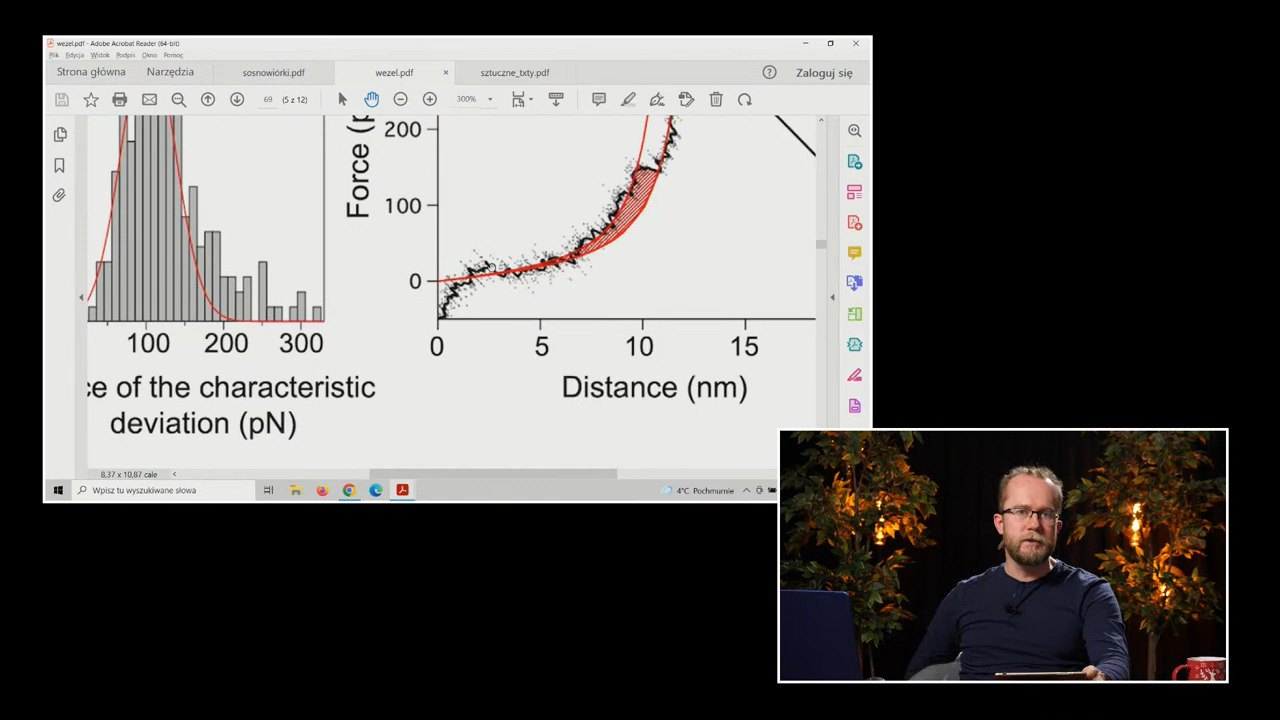 wezel.pdf - Adobe Acrobat Reader (64-bit)
Plik Edycja Widok Podpis Okno Pomoc
Strona główna Narzędzia sosnowiórki.pdf wezel.pdf × sztuczne_txty.pdf Zaloguj się
69 (5 z 12) 300%
200
100
0
Force (p
100 200 300
0 5 10 15
ce of the characteristic
deviation (pN)
Distance (nm)
8,37 x 10,87 cale
Wpisz tu wyszukiwane słowa 4°C Pochmurnie